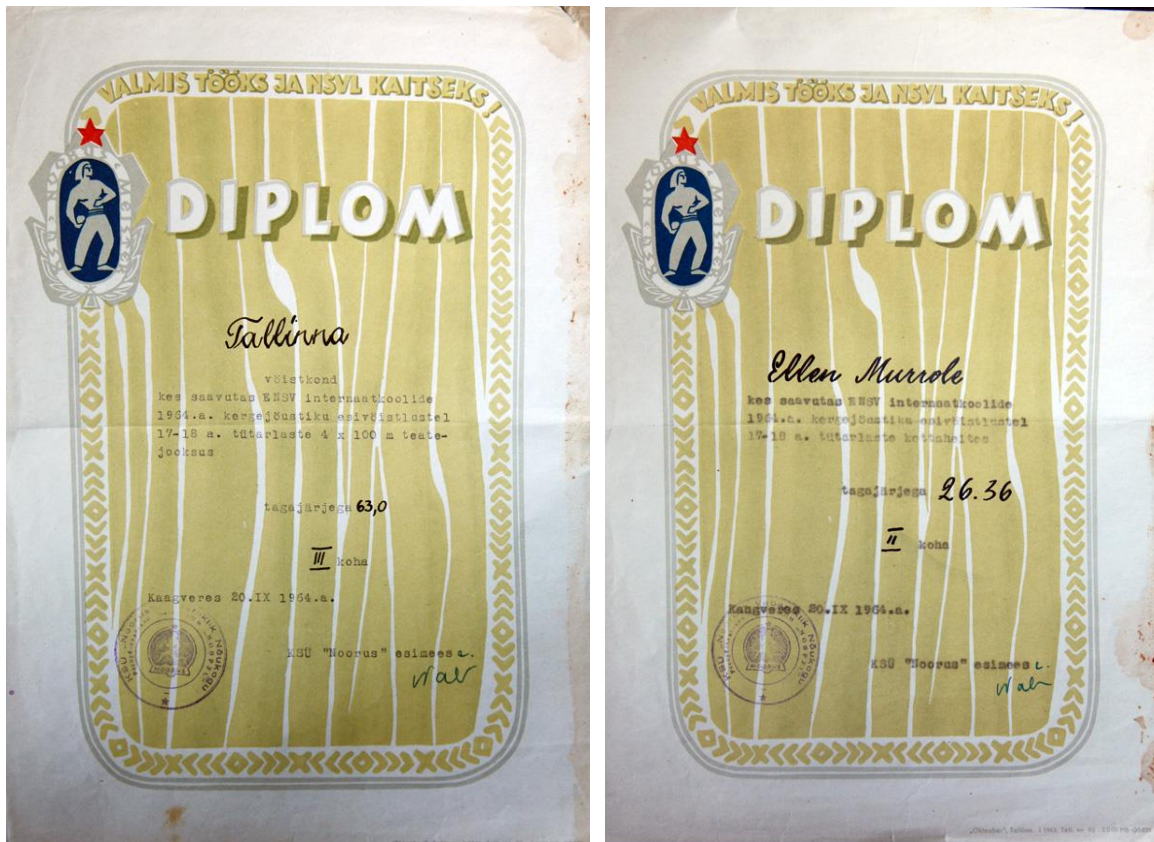 VALMIS TÖÖKS JA NSVL KAITSEKS!
NOORUS
DIPLOM
Tallinna
võistkond
kes saavutas ENSV internaatkoolide
1964.a. kergejõustiku esivõistlustel
17-18 a. tütarlaste 4 x 100 m teate-
jooksus
tagajärjega 63,0
III koha
Kaagveres 20.IX 1964.a.
KSÜ "Noorus" esimees
VALMIS TÖÖKS JA NSVL KAITSEKS!
NOORUS
DIPLOM
Ellen Murrole
kes saavutas ENSV internaatkoolide
1964.a. kergejõustiku esivõistlustel
17-18 a. tütarlaste kettaheites
tagajärjega 26.36
II koha
Kaagveres 20.IX 1964.a.
KSÜ "Noorus" esimees